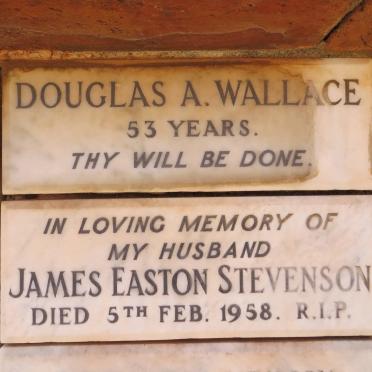 DOUGLAS A. WALLACE
53 YEARS.
THY WILL BE DONE.
IN LOVING MEMORY OF
MY HUSBAND
JAMES EASTON STEVENSON
DIED 5TH FEB. 1958. R.I.P.